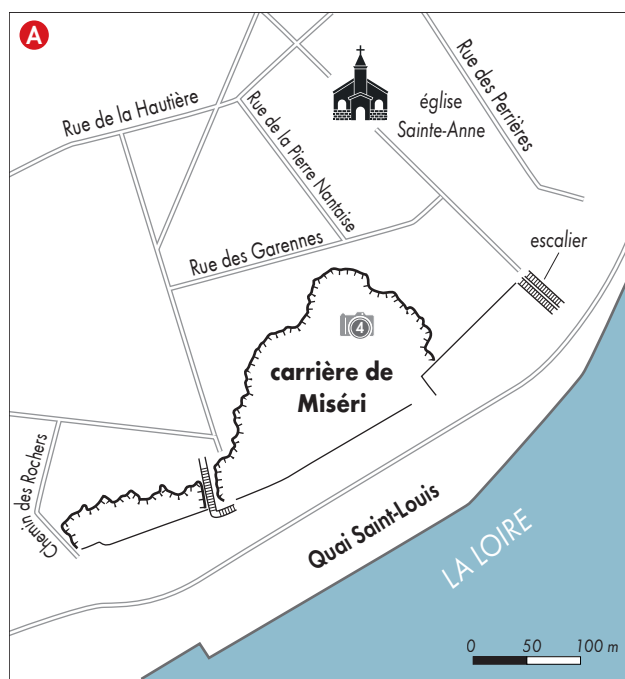 A
Rue de la Hautière
Rue de la Pierre Nantaise
Rue des Perrières
église
Sainte-Anne
Rue des Garennes
escalier
4
carrière de
Miséri
Chemin des Rochers
Quai Saint-Louis
LA LOIRE
0 50 100 m